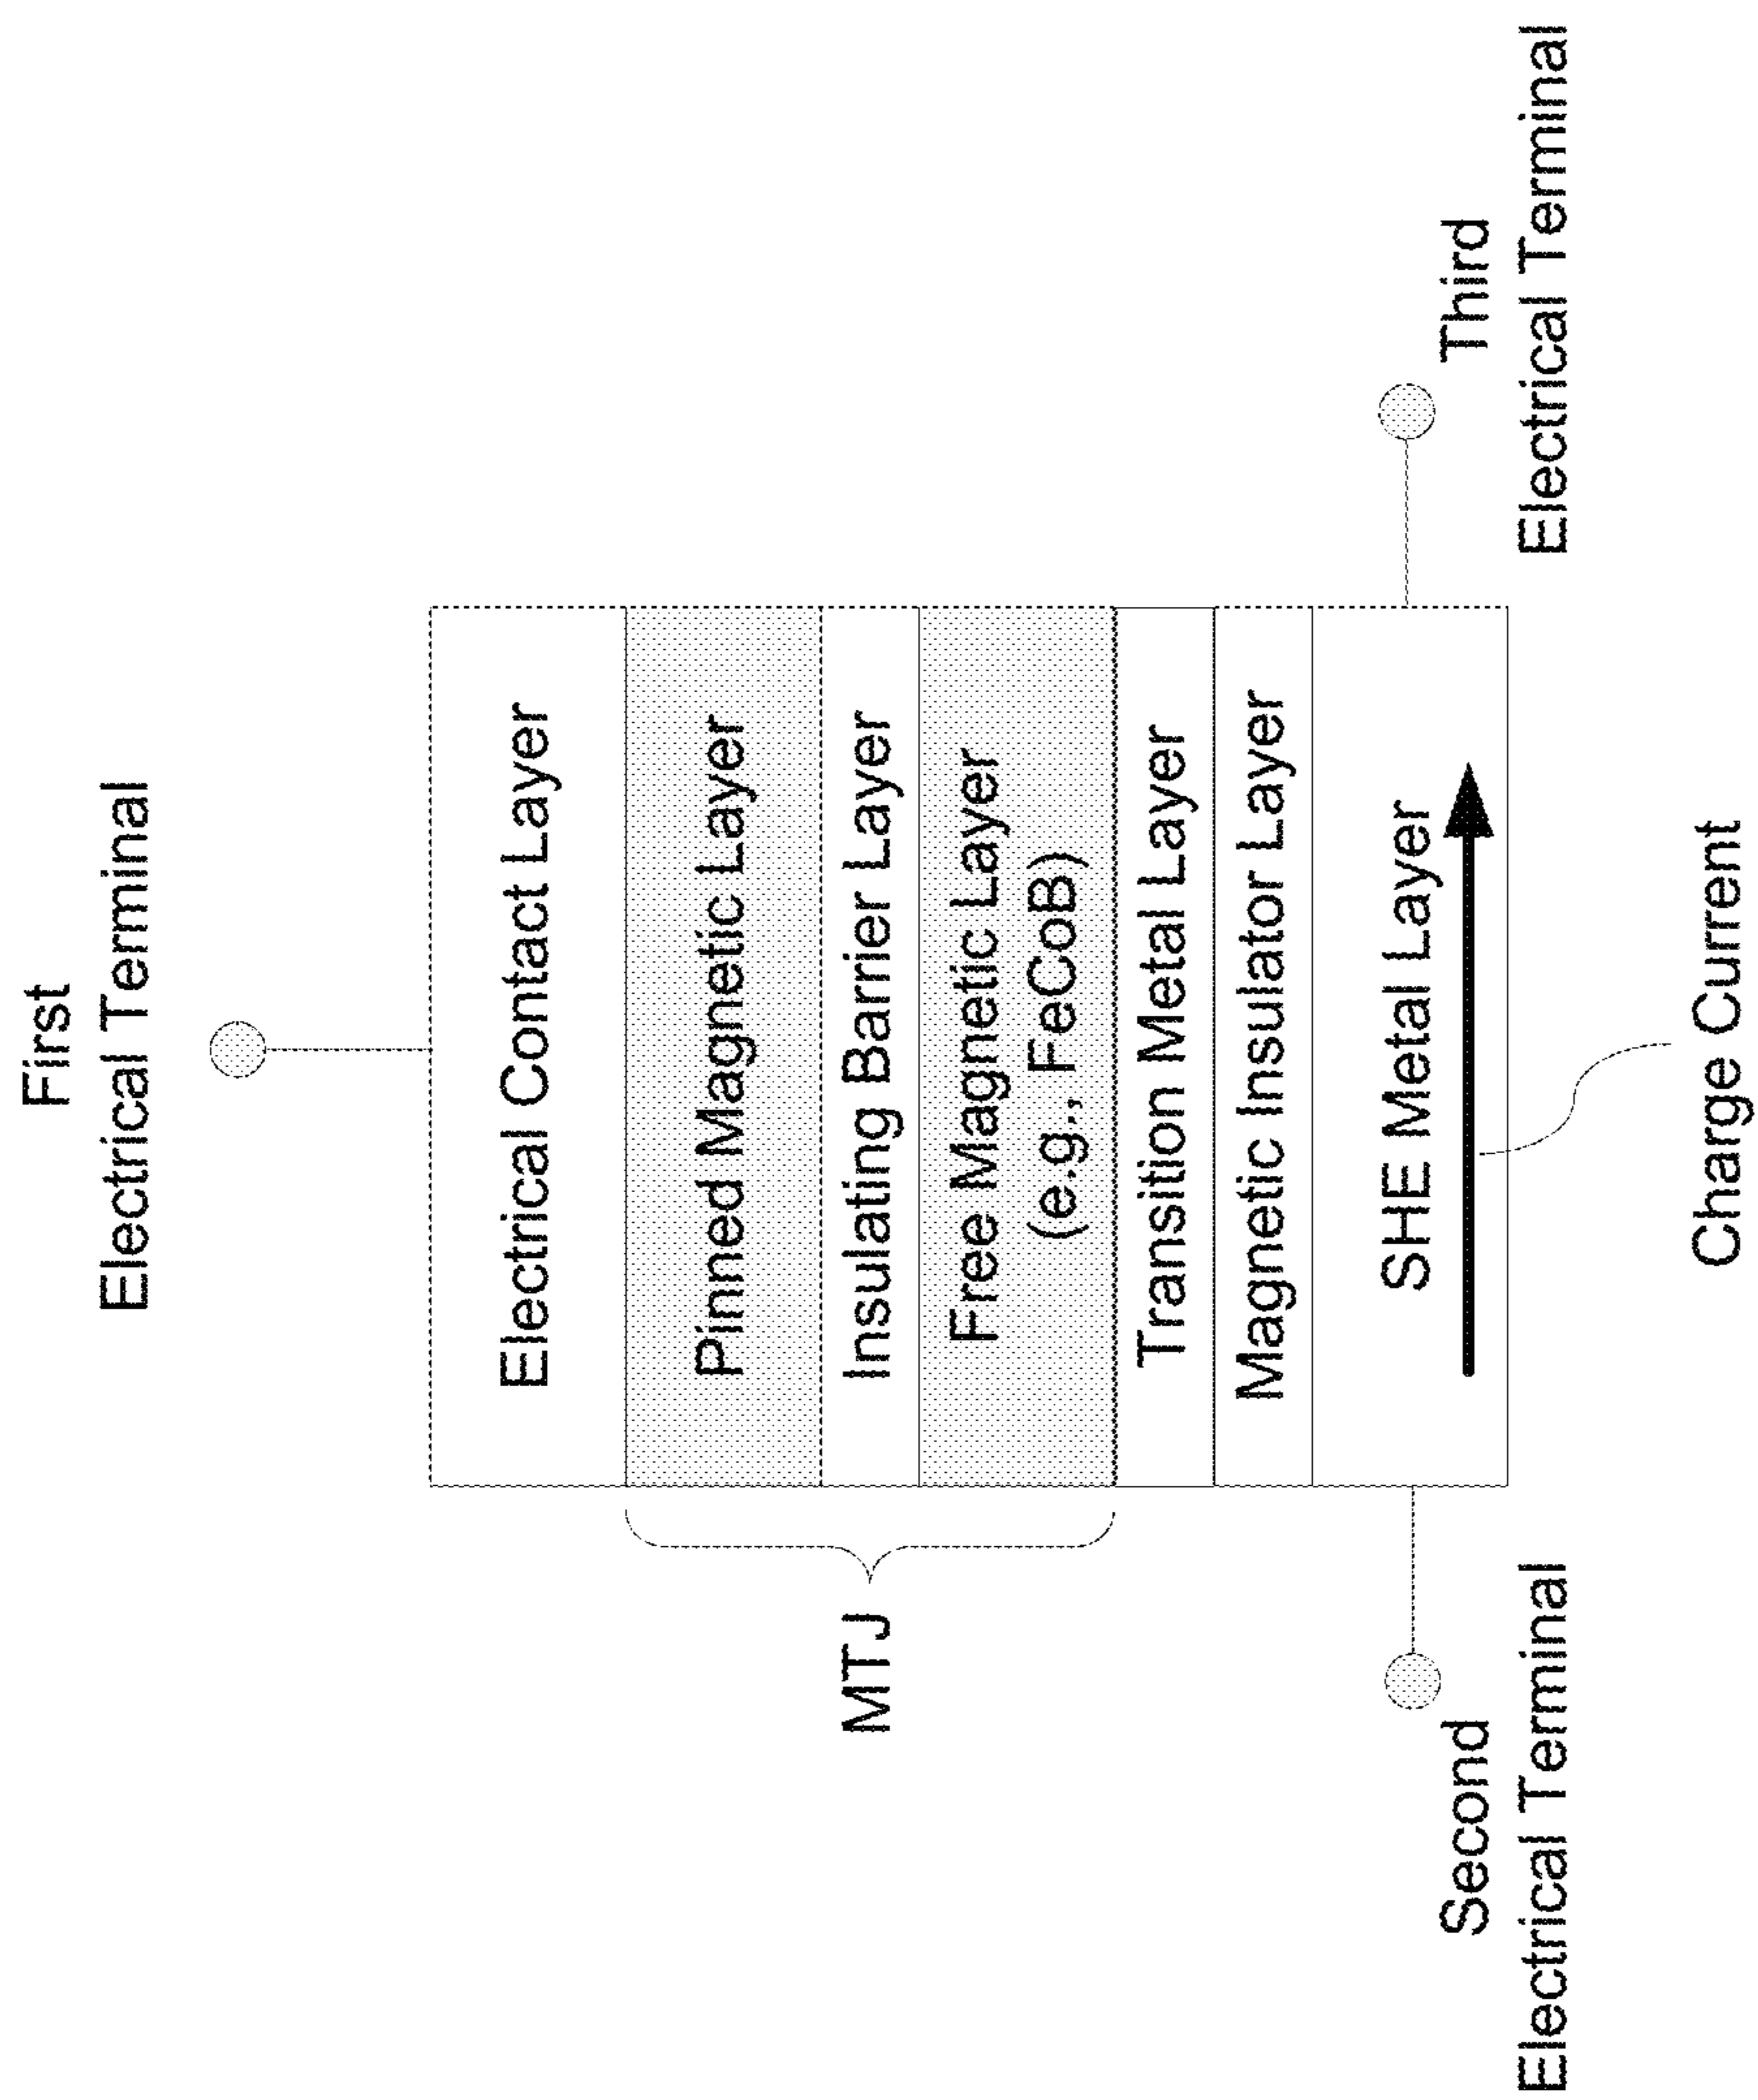 First
Electrical Terminal
Electrical Contact Layer
Pinned Magnetic Layer
Insulating Barrier Layer
Free Magnetic Layer
(e.g., FeCoB)
MTJ
Transition Metal Layer
Magnetic Insulator Layer
SHE Metal Layer
Second
Electrical Terminal
Third
Electrical Terminal
Charge Current